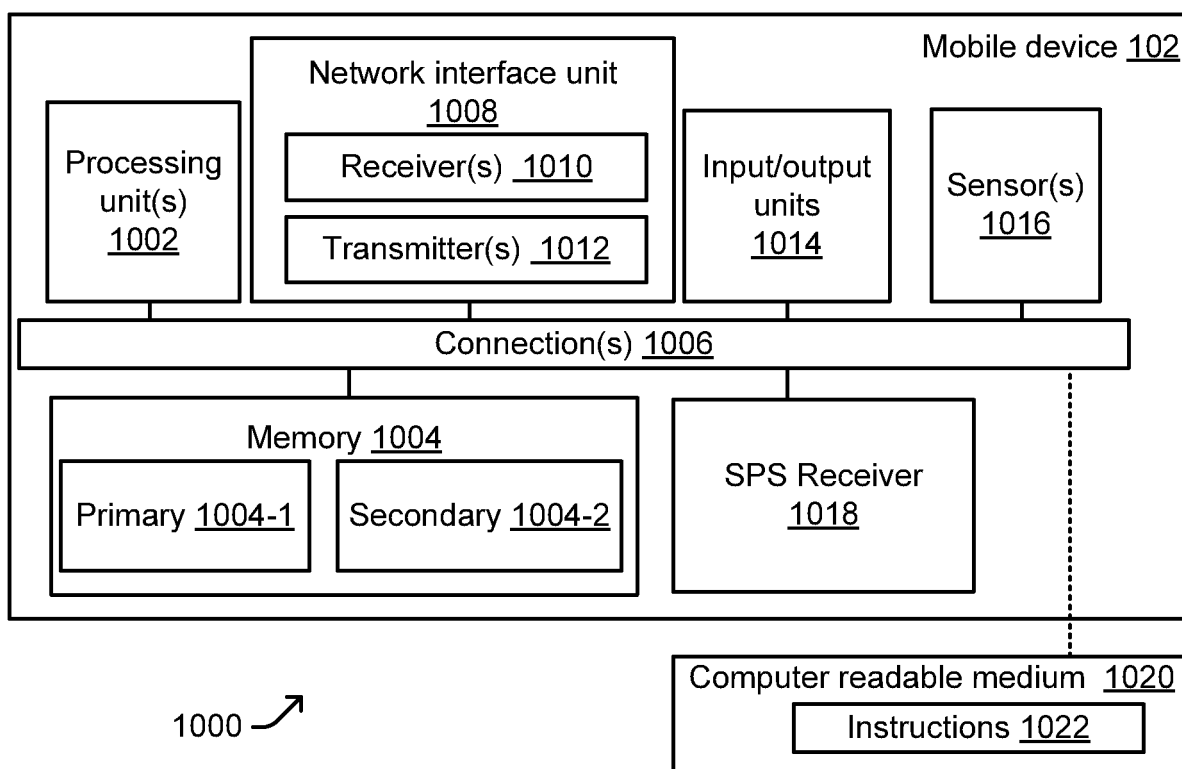 Mobile device 102
Network interface unit
1008
Receiver(s) 1010
Transmitter(s) 1012
Processing
unit(s)
1002
Input/output
units
1014
Sensor(s)
1016
Connection(s) 1006
Memory 1004
Primary 1004-1
Secondary 1004-2
SPS Receiver
1018
Computer readable medium 1020
Instructions 1022
1000